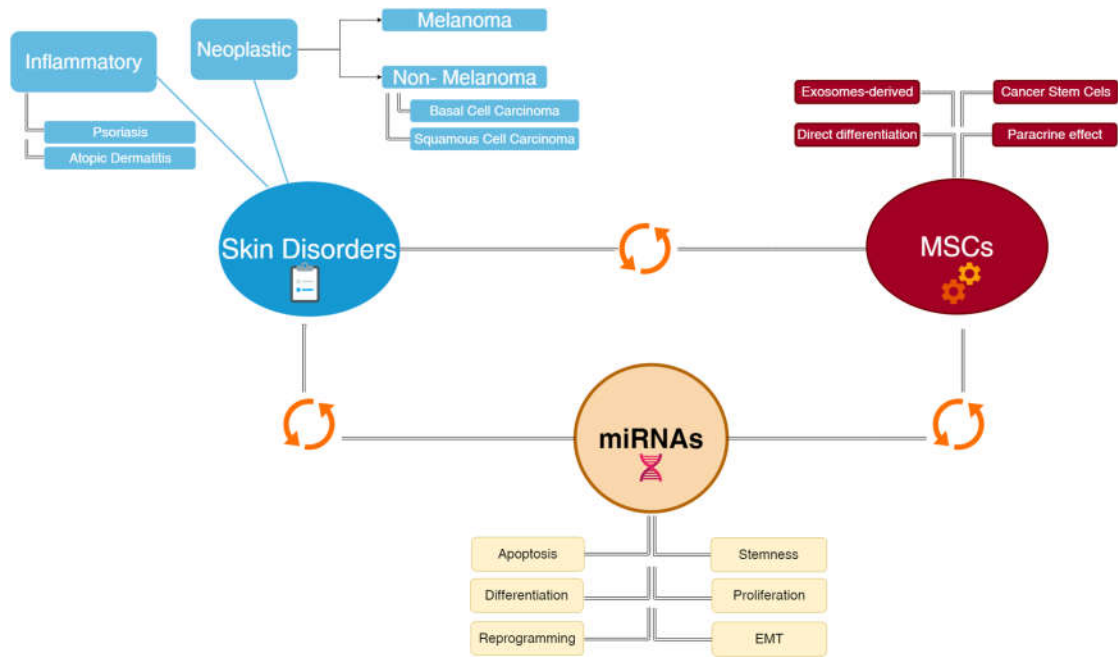 Melanoma
Neoplastic
Inflammatory
Non- Melanoma
Basal Cell Carcinoma
Squamous Cell Carcinoma
Psoriasis
Atopic Dermatitis
Exosomes-derived
Cancer Stem Cels
Direct differentiation
Paracrine effect
Skin Disorders
MSCs
miRNAs
Apoptosis
Stemness
Differentiation
Proliferation
Reprogramming
EMT